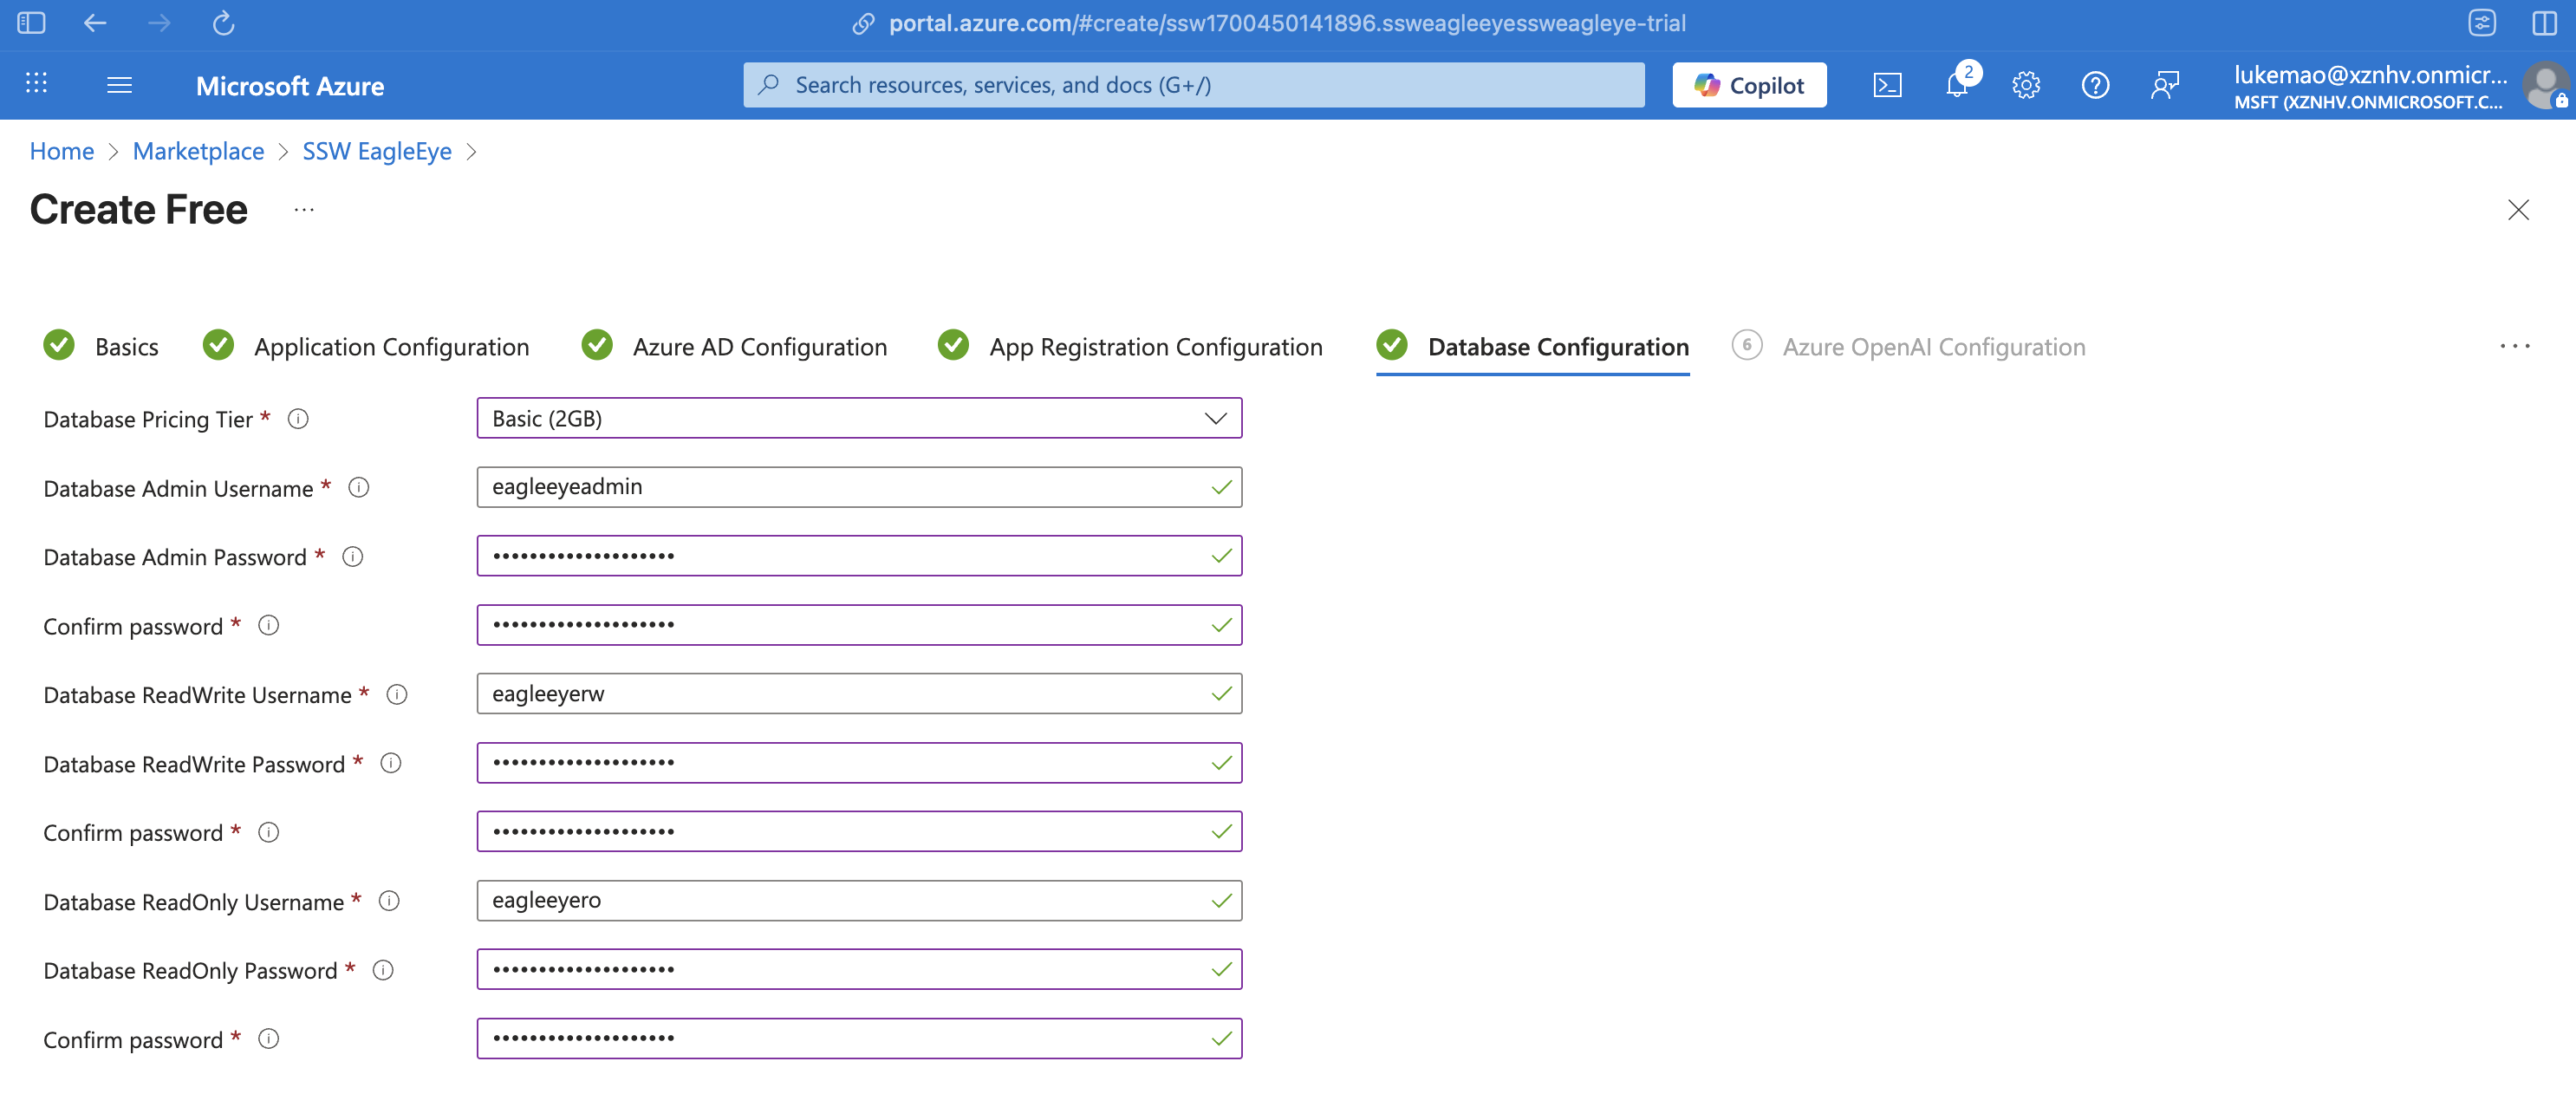 portal.azure.com/#create/ssw1700450141896.ssweagleeyessweagleye-trial
Microsoft Azure
Search resources, services, and docs (G+/)
Copilot
2
lukemao@xznhv.onmicr...
MSFT (XZNHV.ONMICROSOFT.C...
Home > Marketplace > SSW EagleEye >
Create Free ...
Basics
Application Configuration
Azure AD Configuration
App Registration Configuration
Database Configuration
6 Azure OpenAI Configuration
...
Database Pricing Tier * Basic (2GB)
Database Admin Username * eagleeyeadmin
Database Admin Password * ••••••••••••••••••••
Confirm password * ••••••••••••••••••••
Database ReadWrite Username * eagleeyerw
Database ReadWrite Password * ••••••••••••••••••••
Confirm password * ••••••••••••••••••••
Database ReadOnly Username * eagleeyero
Database ReadOnly Password * ••••••••••••••••••••
Confirm password * ••••••••••••••••••••